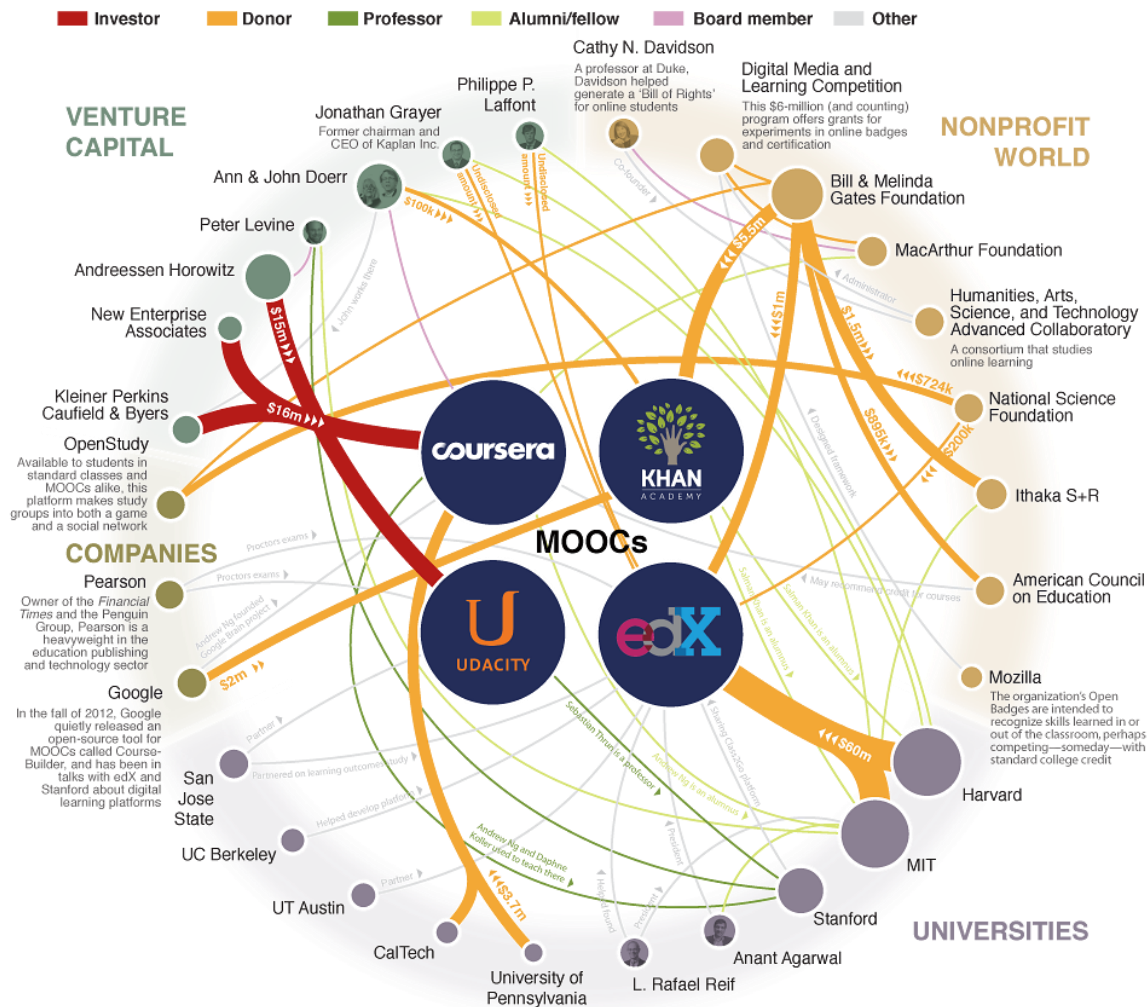 Investor
Donor
Professor
Alumni/fellow
Board member
Other
VENTURE
CAPITAL
Jonathan Grayer
Former chairman and
CEO of Kaplan Inc.
Philippe P.
Laffont
Cathy N. Davidson
A professor at Duke,
Davidson helped
generate a ‘Bill of Rights’
for online students
Digital Media and
Learning Competition
This $6-million (and counting)
program offers grants for
experiments in online badges
and certification
NONPROFIT
WORLD
Ann & John Doerr
Peter Levine
Andreessen Horowitz
New Enterprise
Associates
Kleiner Perkins
Caufield & Byers
Bill & Melinda
Gates Foundation
MacArthur Foundation
Humanities, Arts,
Science, and Technology
Advanced Collaboratory
A consortium that studies
online learning
National Science
Foundation
Ithaka S+R
American Council
on Education
Mozilla
The organization's Open
Badges are intended to
recognize skills learned in or
out of the classroom, perhaps
competing—someday—with
standard college credit
OpenStudy
Available to students in
standard classes and
MOOCs alike, this
platform makes study
groups into both a game
and a social network
COMPANIES
Pearson
Owner of the Financial
Times and the Penguin
Group, Pearson is a
heavyweight in the
education publishing
and technology sector
Google
In the fall of 2012, Google
quietly released an
open-source tool for
MOOCs called Course-
Builder, and has been in
talks with edX and
Stanford about digital
learning platforms
Undisclosed
amount
Undisclosed
amount
$100k
Co-founder
$5.5m
$1m
$1.5m
Administrator
John works there
$15m
$16m
$724k
$895k
$200k
Designed framework
coursera
KHAN
ACADEMY
MOOCs
U
UDACITY
edX
Proctors exams
Proctors exams
Andrew Ng founded
Google Brain project
$2m
May recommend credit for courses
Salman Khan is an alumnus
Salman Khan is an alumnus
$60m
Sebastian Thrun is a professor
Andrew Ng is an alumnus
Sharing Class2Go platform
Partner
Partnered on learning outcomes study
Helped develop platform
Partner
Andrew Ng and Daphne
Koller used to teach there
$3.7m
Helped found
President
President
San
Jose
State
UC Berkeley
UT Austin
CalTech
University of
Pennsylvania
L. Rafael Reif
Anant Agarwal
Stanford
MIT
Harvard
UNIVERSITIES